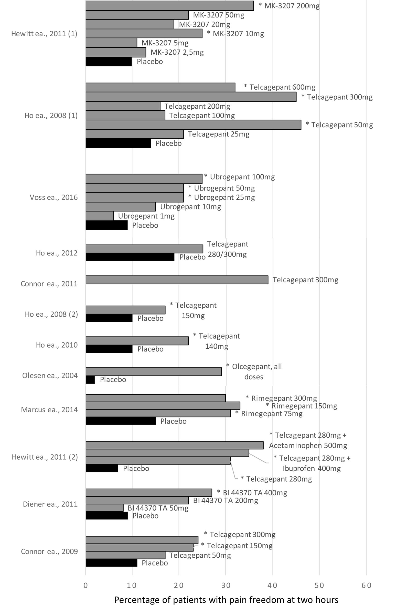 * MK-3207 200mg
MK-3207 50mg
MK-3207 20mg
Hewitt ea., 2011 (1)
* MK-3207 10mg
MK-3207 5mg
MK-3207 2,5mg
Placebo
* Telcagepant 600mg
* Telcagepant 300mg
Telcagepant 200mg
Ho ea., 2008 (1)
Telcagepant 100mg
* Telcagepant 50mg
Telcagepant 25mg
Placebo
* Ubrogepant 100mg
* Ubrogepant 50mg
Voss ea., 2016
* Ubrogepant 25mg
Ubrogepant 10mg
Ubrogepant 1mg
Placebo
Ho ea., 2012
Telcagepant
280/300mg
Placebo
Connor ea., 2011
Telcagepant 300mg
Ho ea., 2008 (2)
* Telcagepant
150mg
Placebo
Ho ea., 2010
* Telcagepant
140mg
Placebo
Olesen ea., 2004
* Olcegepant, all
doses
Placebo
* Rimegepant 300mg
Marcus ea., 2014
* Rimegepant 150mg
* Rimegepant 75mg
Placebo
* Telcagepant 280mg +
Acetaminophen 500mg
Hewitt ea., 2011 (2)
* Telcagepant 280mg +
Ibuprofen 400mg
Placebo
* Telcagepant 280mg
* BI 44370 TA 400mg
Diener ea., 2011
BI 44370 TA 200mg
BI 44370 TA 50mg
Placebo
* Telcagepant 300mg
Connor ea., 2009
* Telcagepant 150mg
Telcagepant 50mg
Placebo
0 10 20 30 40 50 60
Percentage of patients with pain freedom at two hours